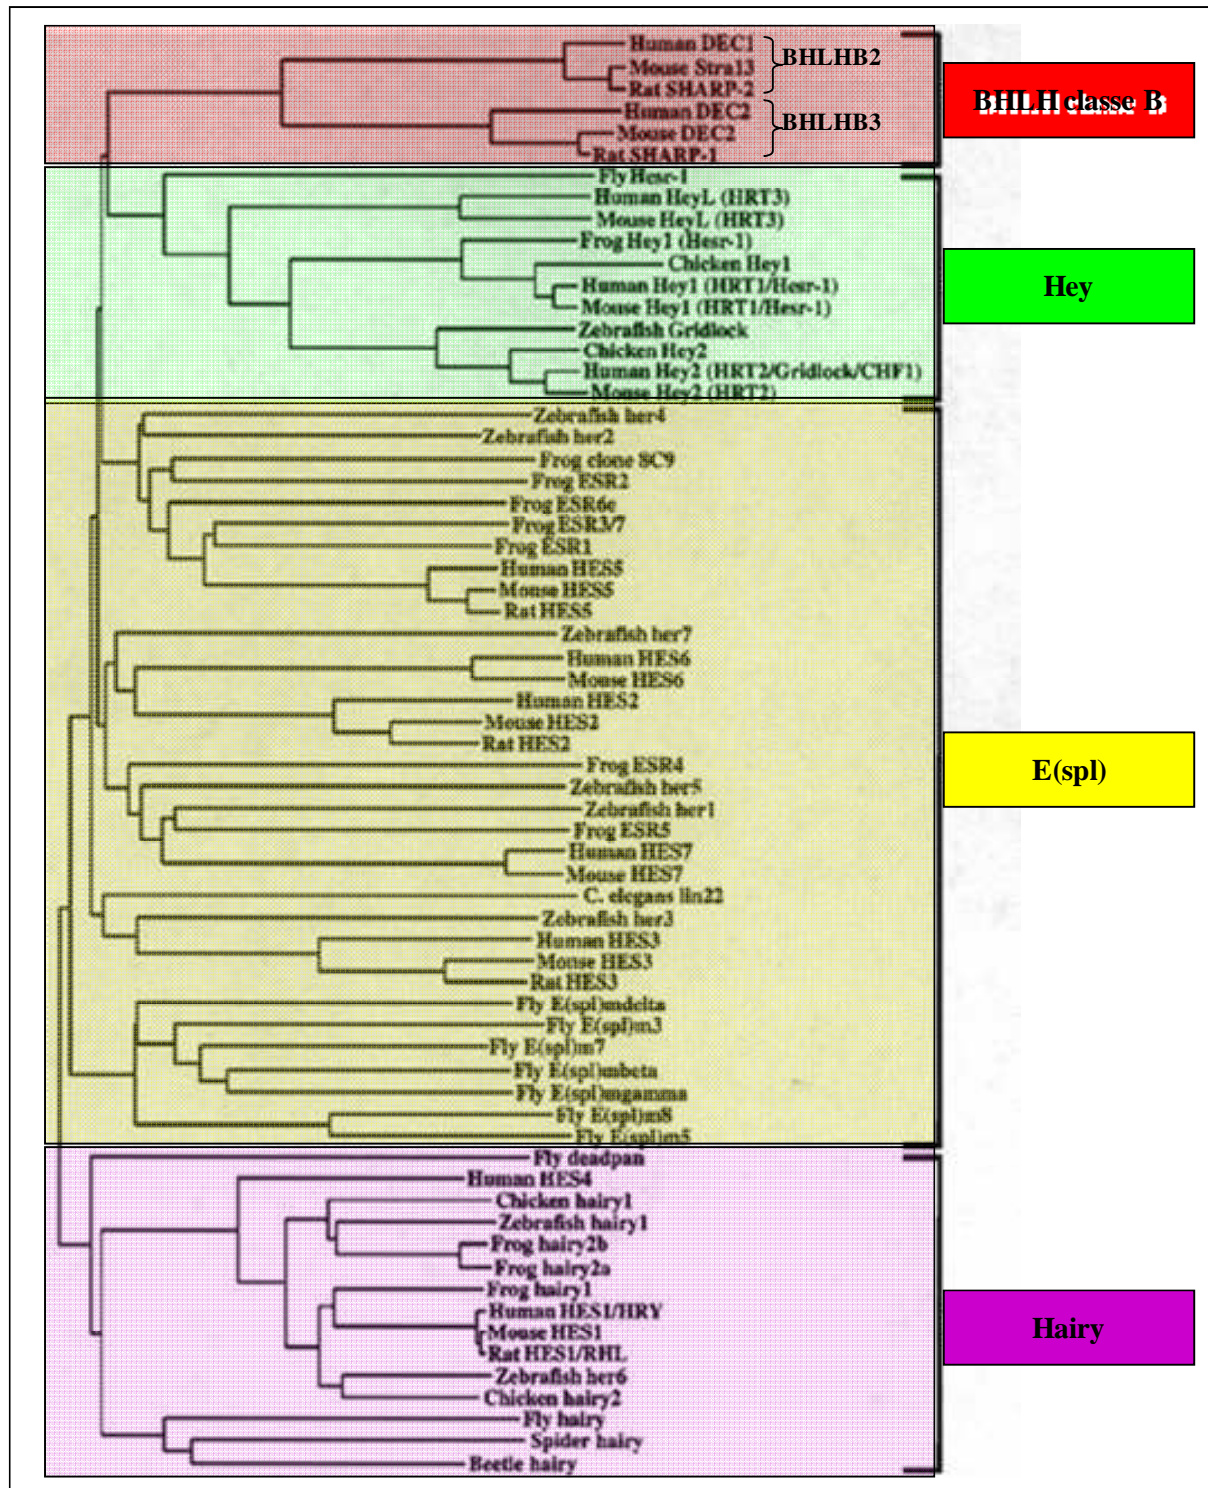 Human DEC1
Mouse Stra13
Rat SHARP-2
BHLHB2
Human DEC2
Mouse DEC2
Rat SHARP-1
BHLHB3
BHLH classe B
Fly Hesr-1
Human HeyL (HRT3)
Mouse HeyL (HRT3)
Frog Hey1 (Hesr-1)
Chicken Hey1
Human Hey1 (HRT1/Hesr-1)
Mouse Hey1 (HRT1/Hesr-1)
Zebrafish Gridlock
Chicken Hey2
Human Hey2 (HRT2/Gridlock/CHF1)
Mouse Hey2 (HRT2)
Hey
Zebrafish her4
Zebrafish her2
Frog clone 8C9
Frog ESR2
Frog ESR6e
Frog ESR3/7
Frog ESR1
Human HES5
Mouse HES5
Rat HES5
Zebrafish her7
Human HES6
Mouse HES6
Human HES2
Mouse HES2
Rat HES2
Frog ESR4
Zebrafish her5
Zebrafish her1
Frog ESR5
Human HES7
Mouse HES7
C. elegans lin22
Zebrafish her3
Human HES3
Mouse HES3
Rat HES3
Fly E(spl)mdelta
Fly E(spl)m3
Fly E(spl)m7
Fly E(spl)mbeta
Fly E(spl)mgamma
Fly E(spl)m8
Fly E(spl)m5
E(spl)
Fly deadpan
Human HES4
Chicken hairy1
Zebrafish hairy1
Frog hairy2b
Frog hairy2a
Frog hairy1
Human HES1/HRY
Mouse HES1
Rat HES1/RHL
Zebrafish her6
Chicken hairy2
Fly hairy
Spider hairy
Beetle hairy
Hairy